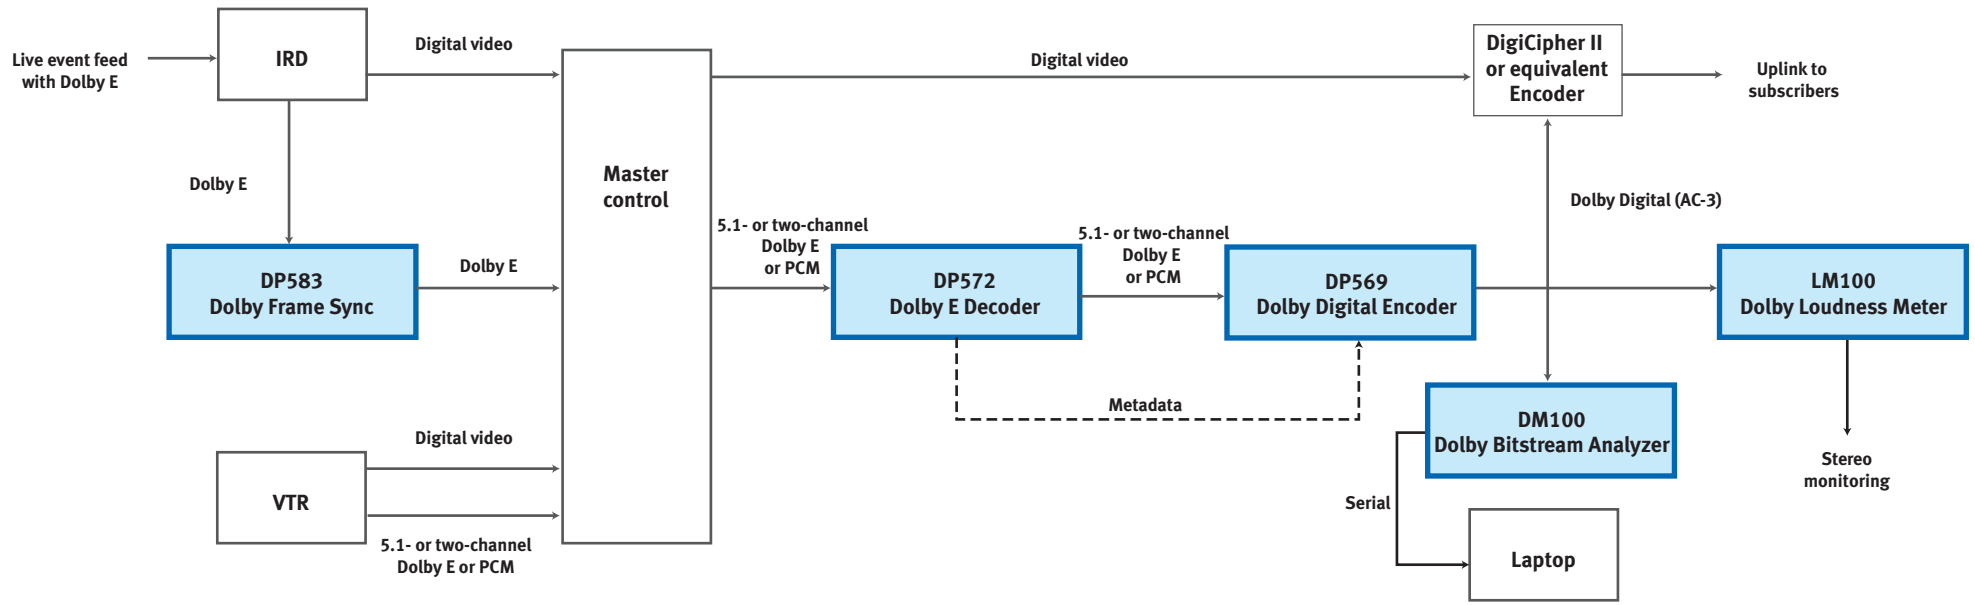 Live event feed
with Dolby E
IRD
Digital video
Dolby E
DP583
Dolby Frame Sync
Dolby E
Digital video
VTR
5.1- or two-channel
Dolby E or PCM
Master
control
Digital video
5.1- or two-channel
Dolby E
or PCM
DP572
Dolby E Decoder
5.1- or two-channel
Dolby E
or PCM
DP569
Dolby Digital Encoder
Metadata
DigiCipher II
or equivalent
Encoder
Uplink to
subscribers
Dolby Digital (AC-3)
LM100
Dolby Loudness Meter
DM100
Dolby Bitstream Analyzer
Stereo
monitoring
Serial
Laptop